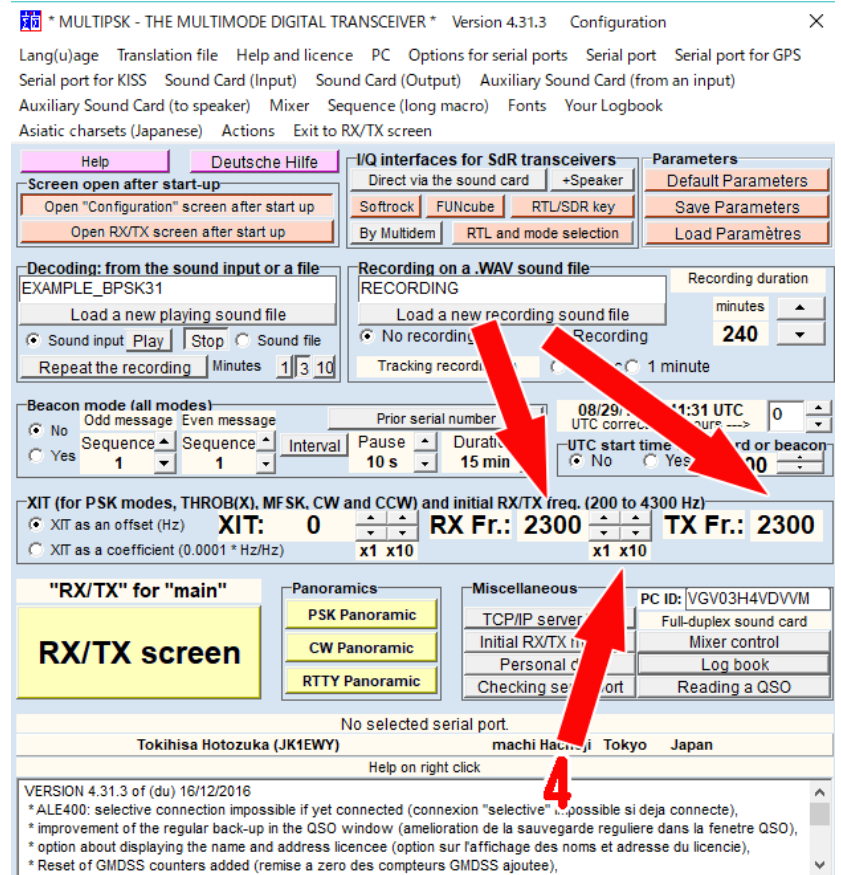 * MULTIPSK - THE MULTIMODE DIGITAL TRANSCEIVER * Version 4.31.3 Configuration
Lang(u)age Translation file Help and licence PC Options for serial ports Serial port Serial port for GPS
Serial port for KISS Sound Card (Input) Sound Card (Output) Auxiliary Sound Card (from an input)
Auxiliary Sound Card (to speaker) Mixer Sequence (long macro) Fonts Your Logbook
Asiatic charsets (Japanese) Actions Exit to RX/TX screen
Help Deutsche Hilfe
Screen open after start-up
Open "Configuration" screen after start up
Open RX/TX screen after start up
I/Q interfaces for SdR transceivers
Direct via the sound card +Speaker
Softrock FUNcube RTL/SDR key
By Multidem RTL and mode selection
Parameters
Default Parameters
Save Parameters
Load Paramètres
Decoding: from the sound input or a file
EXAMPLE_BPSK31
Load a new playing sound file
Sound input Play Stop Sound file
Repeat the recording Minutes 1 3 10
Recording on a .WAV sound file
RECORDING
Load a new recording sound file
No recording Recording
Tracking 1 minute
Recording duration
minutes
240
Beacon mode (all modes)
No
Yes
Odd message Even message
Sequence Sequence
1 1
Interval
Prior serial number
Pause
10 s
15 min
08/29/ 11:31 UTC
UTC 0
UTC start or beacon
No Yes
XIT (for PSK modes, THROB(X), MFSK, CW and CCW) and initial RX/TX freq. (200 to 4300 Hz)
XIT as an offset (Hz) XIT: 0 RX Fr.: 2300 TX Fr.: 2300
XIT as a coefficient (0.0001 * Hz/Hz) x1 x10 x1 x10
"RX/TX" for "main"
RX/TX screen
Panoramics
PSK Panoramic
CW Panoramic
RTTY Panoramic
Miscellaneous
TCP/IP server
Initial RX/TX
Personal
Checking
PC ID: VGV03H4VDVVM
Full-duplex sound card
Mixer control
Log book
Reading a QSO
No selected serial port.
Tokihisa Hotozuka (JK1EWY) machi Tokyo Japan
Help on right click
4
VERSION 4.31.3 of (du) 16/12/2016
* ALE400: selective connection impossible if yet connected (connexion "selective" impossible si deja connecte),
* improvement of the regular back-up in the QSO window (amelioration de la sauvegarde reguliere dans la fenetre QSO),
* option about displaying the name and address licencee (option sur l'affichage des noms et adresse du licencie),
* Reset of GMDSS counters added (remise a zero des compteurs GMDSS ajoutee),